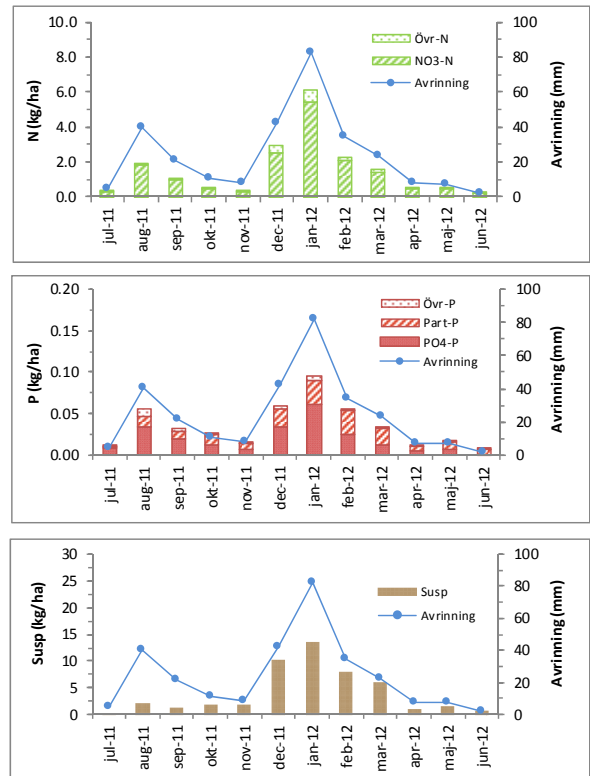 10.0
8.0
6.0
4.0
2.0
0.0
N (kg/ha)
Övr-N
NO3-N
Avrinning
100
80
60
40
20
0
Avrinning (mm)
jul-11
aug-11
sep-11
okt-11
nov-11
dec-11
jan-12
feb-12
mar-12
apr-12
maj-12
jun-12
0.20
0.15
0.10
0.05
0.00
P (kg/ha)
Övr-P
Part-P
PO4-P
Avrinning
100
80
60
40
20
0
Avrinning (mm)
jul-11
aug-11
sep-11
okt-11
nov-11
dec-11
jan-12
feb-12
mar-12
apr-12
maj-12
jun-12
30
25
20
15
10
5
0
Susp (kg/ha)
Susp
Avrinning
100
80
60
40
20
0
Avrinning (mm)
jul-11
aug-11
sep-11
okt-11
nov-11
dec-11
jan-12
feb-12
mar-12
apr-12
maj-12
jun-12